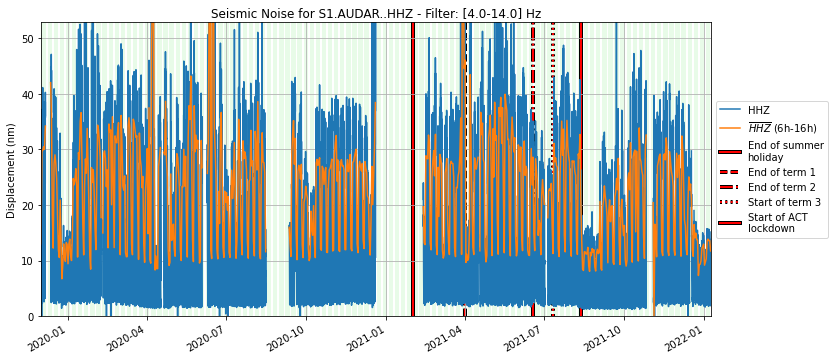 Seismic Noise for S1.AUDAR..HHZ - Filter: [4.0-14.0] Hz
Displacement (nm)
50
40
30
20
10
0
2020-01
2020-04
2020-07
2020-10
2021-01
2021-04
2021-07
2021-10
2022-01
HHZ
HHZ (6h-16h)
End of summer
holiday
End of term 1
End of term 2
Start of term 3
Start of ACT
lockdown